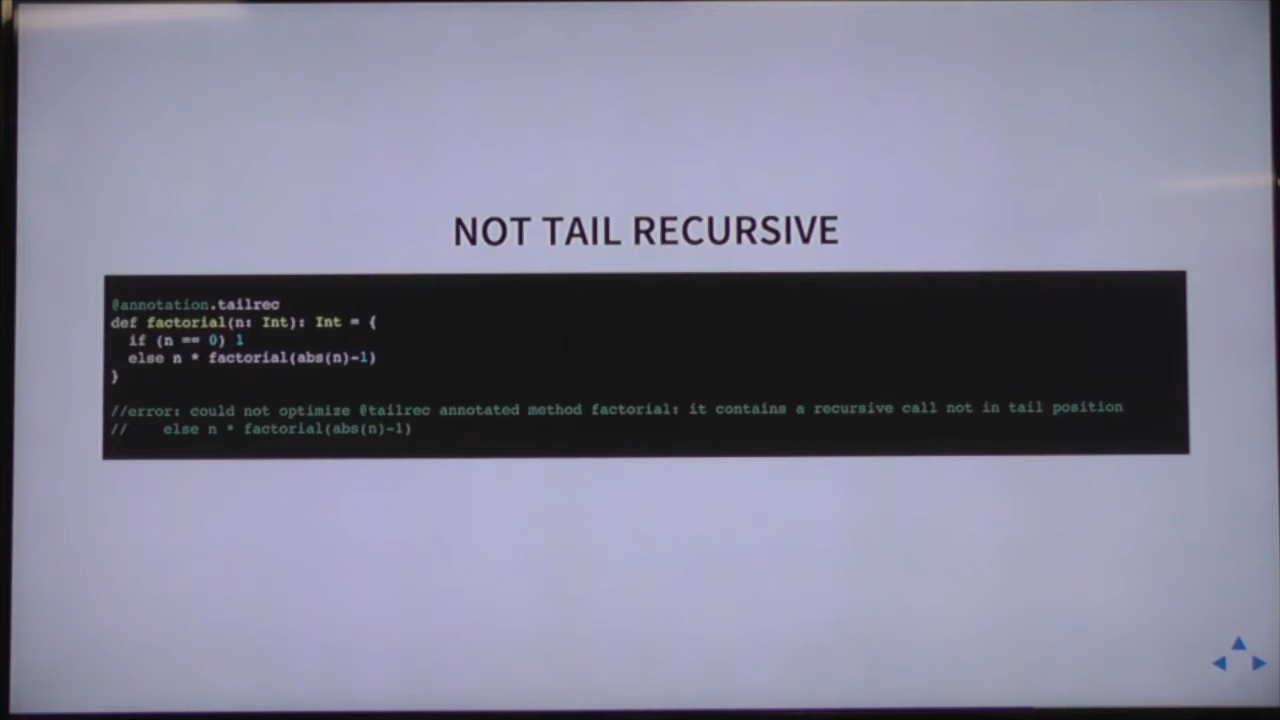 NOT TAIL RECURSIVE
@annotation.tailrec
def factorial(n: Int): Int = {
  if (n == 0) 1
  else n * factorial(abs(n)-1)
}
//error: could not optimize @tailrec annotated method factorial: it contains a recursive call not in tail position
//    else n * factorial(abs(n)-1)